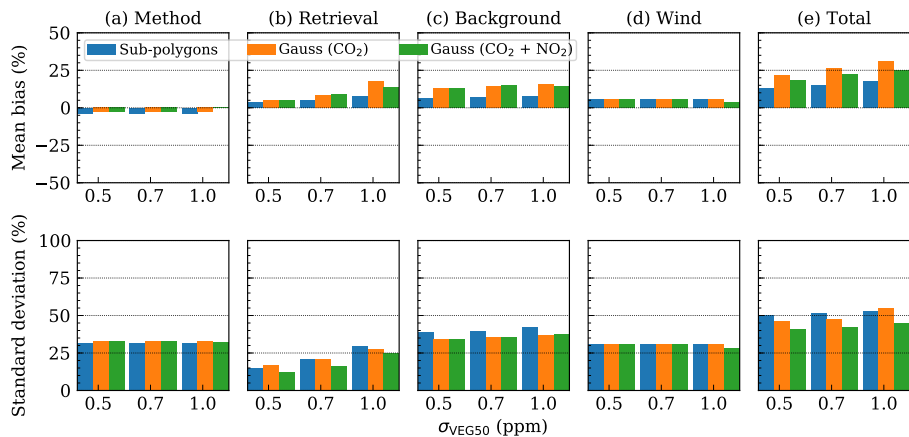 (a) Method (b) Retrieval (c) Background (d) Wind (e) Total
Sub-polygons Gauss (CO₂) Gauss (CO₂ + NO₂)
Mean bias (%)
50
25
0
−25
−50
0.5 0.7 1.0 0.5 0.7 1.0 0.5 0.7 1.0 0.5 0.7 1.0 0.5 0.7 1.0
Standard deviation (%)
100
75
50
25
0
0.5 0.7 1.0 0.5 0.7 1.0 0.5 0.7 1.0 0.5 0.7 1.0 0.5 0.7 1.0
σVEG50 (ppm)